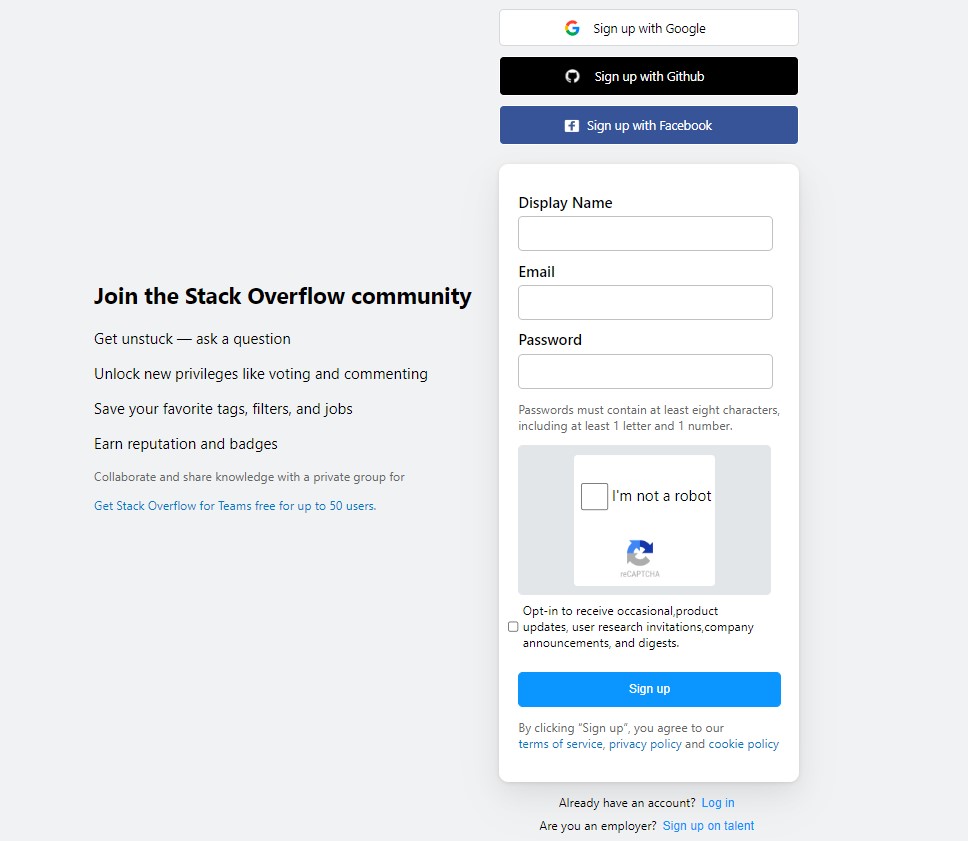 Sign up with Google
Sign up with Github
Sign up with Facebook
Join the Stack Overflow community
Get unstuck — ask a question
Unlock new privileges like voting and commenting
Save your favorite tags, filters, and jobs
Earn reputation and badges
Collaborate and share knowledge with a private group for
Get Stack Overflow for Teams free for up to 50 users.
Display Name
Email
Password
Passwords must contain at least eight characters,
including at least 1 letter and 1 number.
I'm not a robot
reCAPTCHA
Opt-in to receive occasional,product
updates, user research invitations,company
announcements, and digests.
Sign up
By clicking “Sign up”, you agree to our
terms of service, privacy policy and cookie policy
Already have an account? Log in
Are you an employer? Sign up on talent